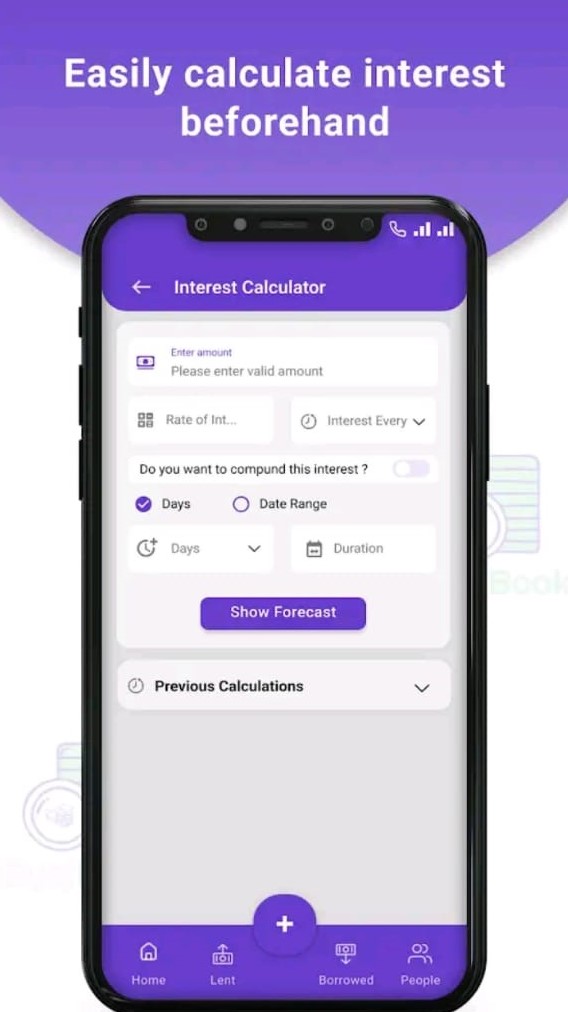 Easily calculate interest
beforehand
Interest Calculator
Enter amount
Please enter valid amount
Rate of Int...
Interest Every
Do you want to compund this interest ?
Days
Date Range
Days
Duration
Show Forecast
Previous Calculations
Book
+
Home
Lent
Borrowed
People